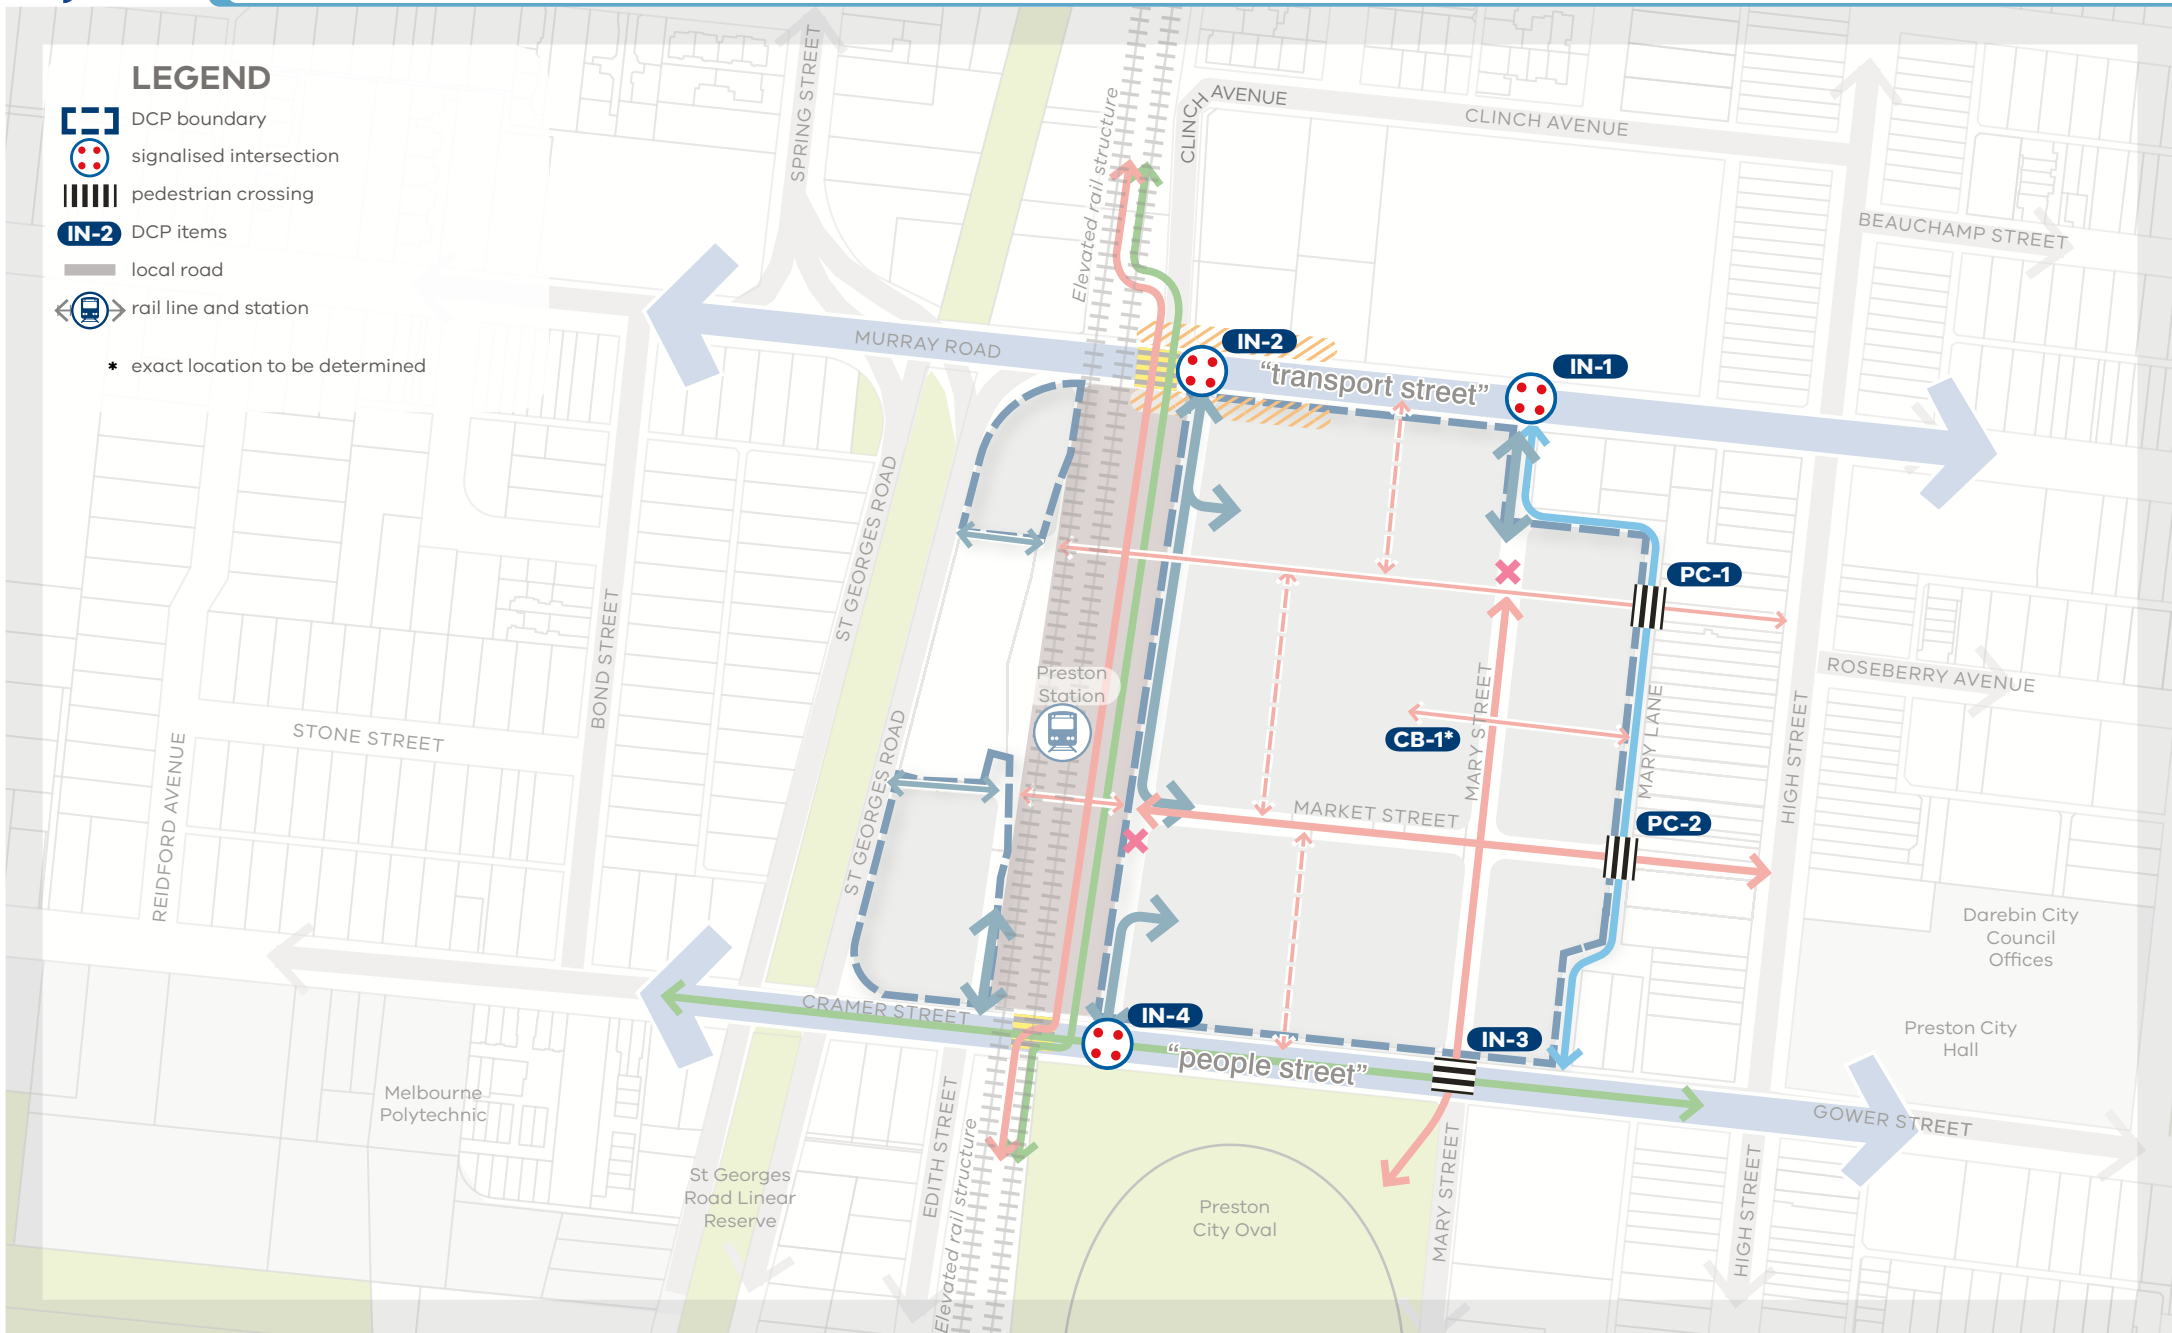 LEGEND
DCP boundary
signalised intersection
pedestrian crossing
IN-2 DCP items
local road
rail line and station
* exact location to be determined
SPRING STREET
Elevated rail structure
CLINCH
AVENUE
CLINCH AVENUE
BEAUCHAMP STREET
MURRAY ROAD
IN-2
"transport street"
IN-1
ST GEORGES ROAD
BOND STREET
PC-1
Preston
Station
ROSEBERRY AVENUE
STONE STREET
REIDFORD AVENUE
ST GEORGES ROAD
MARY STREET
CB-1*
MARY LANE
HIGH STREET
MARKET STREET
PC-2
Darebin City
Council
Offices
CRAMER STREET
IN-4
"people street"
IN-3
Preston City
Hall
Melbourne
Polytechnic
GOWER STREET
EDITH STREET
Elevated rail structure
St Georges
Road Linear
Reserve
Preston
City Oval
MARY STREET
HIGH STREET